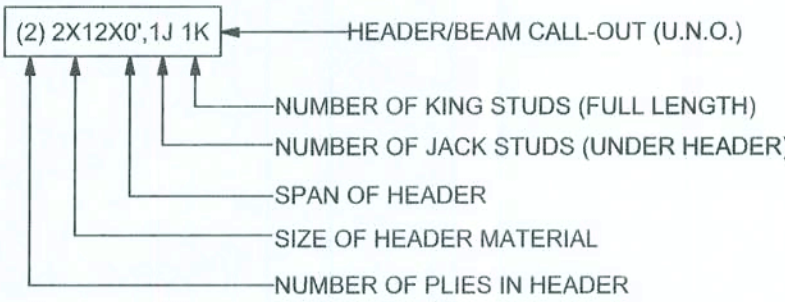 (2) 2X12X0',1J 1K HEADER/BEAM CALL-OUT (U.N.O.)
NUMBER OF KING STUDS (FULL LENGTH)
NUMBER OF JACK STUDS (UNDER HEADER)
SPAN OF HEADER
SIZE OF HEADER MATERIAL
NUMBER OF PLIES IN HEADER